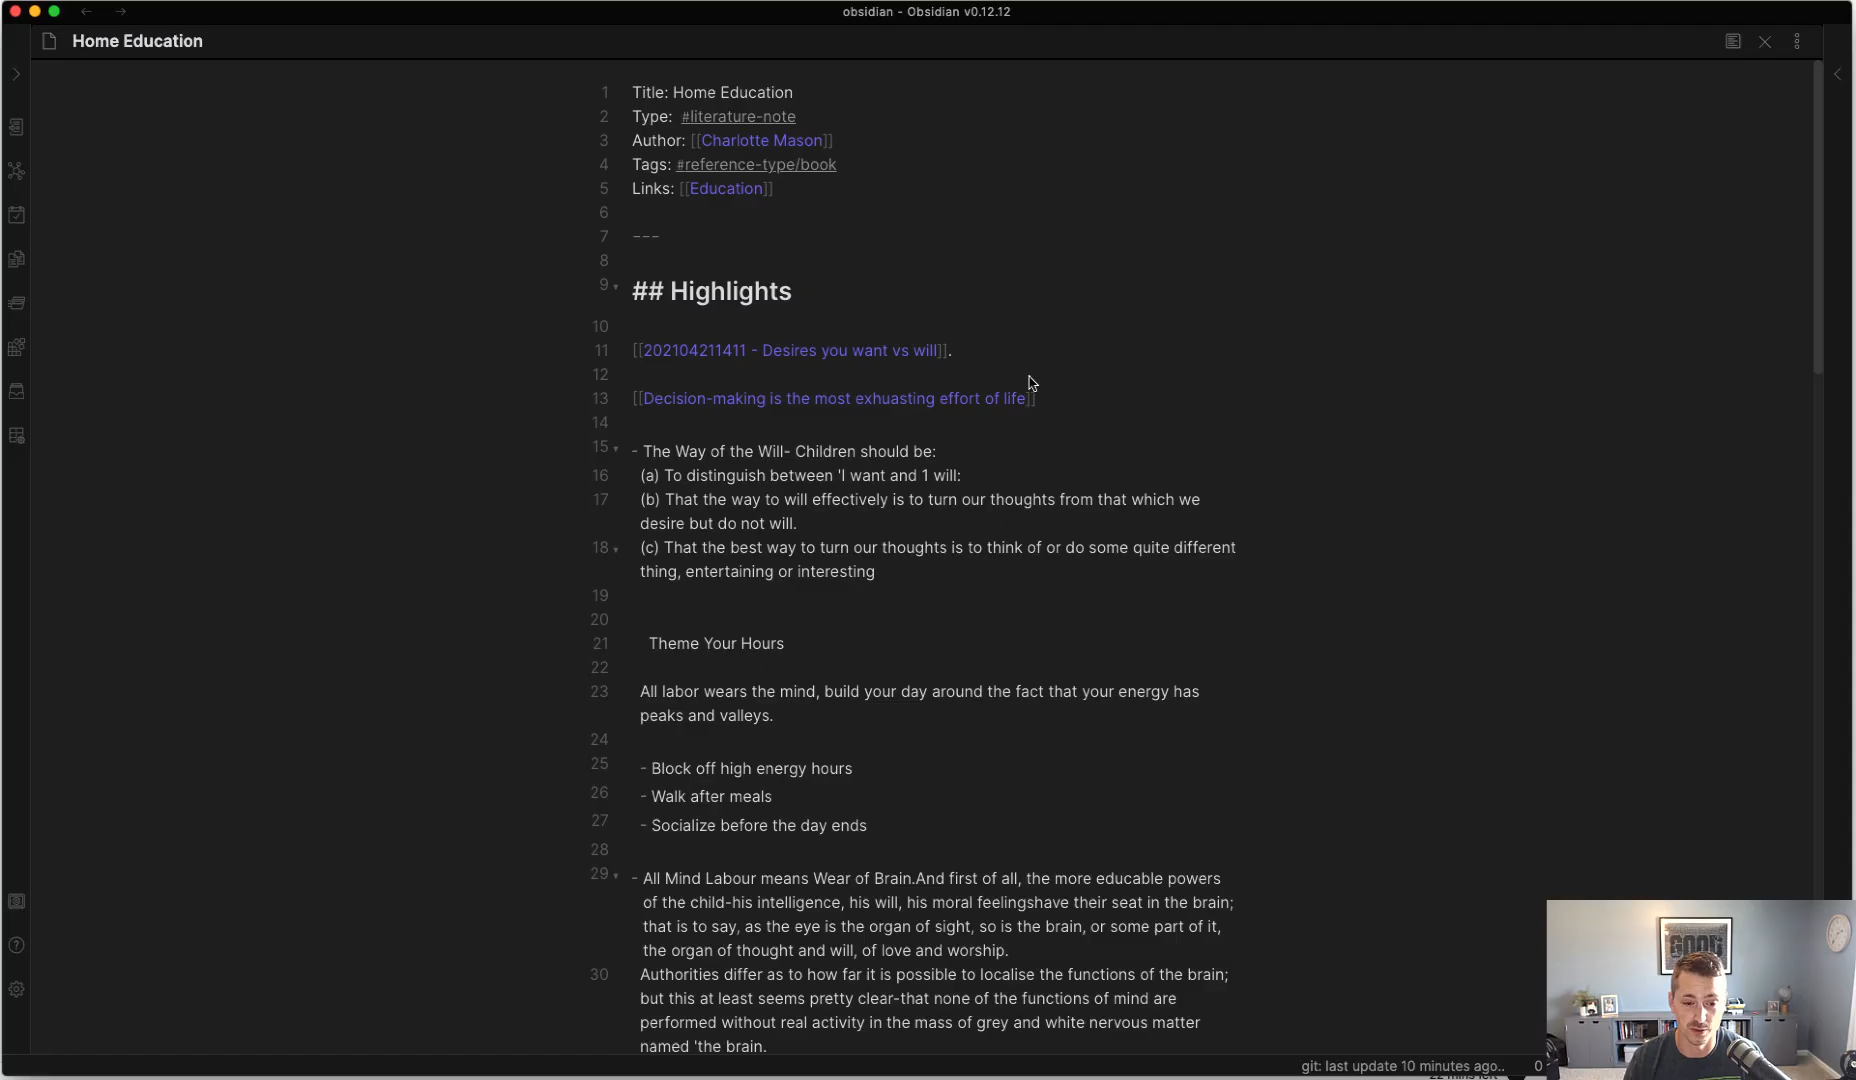 obsidian - Obsidian v0.12.12
Home Education
1 Title: Home Education
2 Type: #literature-note
3 Author: [[Charlotte Mason]]
4 Tags: #reference-type/book
5 Links: [[Education]]
6
7 ---
8
9 ## Highlights
10
11 [[202104211411 - Desires you want vs will]].
12
13 [[Decision-making is the most exhuasting effort of life]]
14
15 - The Way of the Will- Children should be:
16 (a) To distinguish between 'I want and 1 will:
17 (b) That the way to will effectively is to turn our thoughts from that which we
desire but do not will.
18 (c) That the best way to turn our thoughts is to think of or do some quite different
thing, entertaining or interesting
19
20
21 Theme Your Hours
22
23 All labor wears the mind, build your day around the fact that your energy has
peaks and valleys.
24
25 - Block off high energy hours
26 - Walk after meals
27 - Socialize before the day ends
28
29 - All Mind Labour means Wear of Brain.And first of all, the more educable powers
of the child-his intelligence, his will, his moral feelingshave their seat in the brain;
that is to say, as the eye is the organ of sight, so is the brain, or some part of it,
the organ of thought and will, of love and worship.
30 Authorities differ as to how far it is possible to localise the functions of the brain;
but this at least seems pretty clear-that none of the functions of mind are
performed without real activity in the mass of grey and white nervous matter
named 'the brain.
git: last update 10 minutes ago.. 0